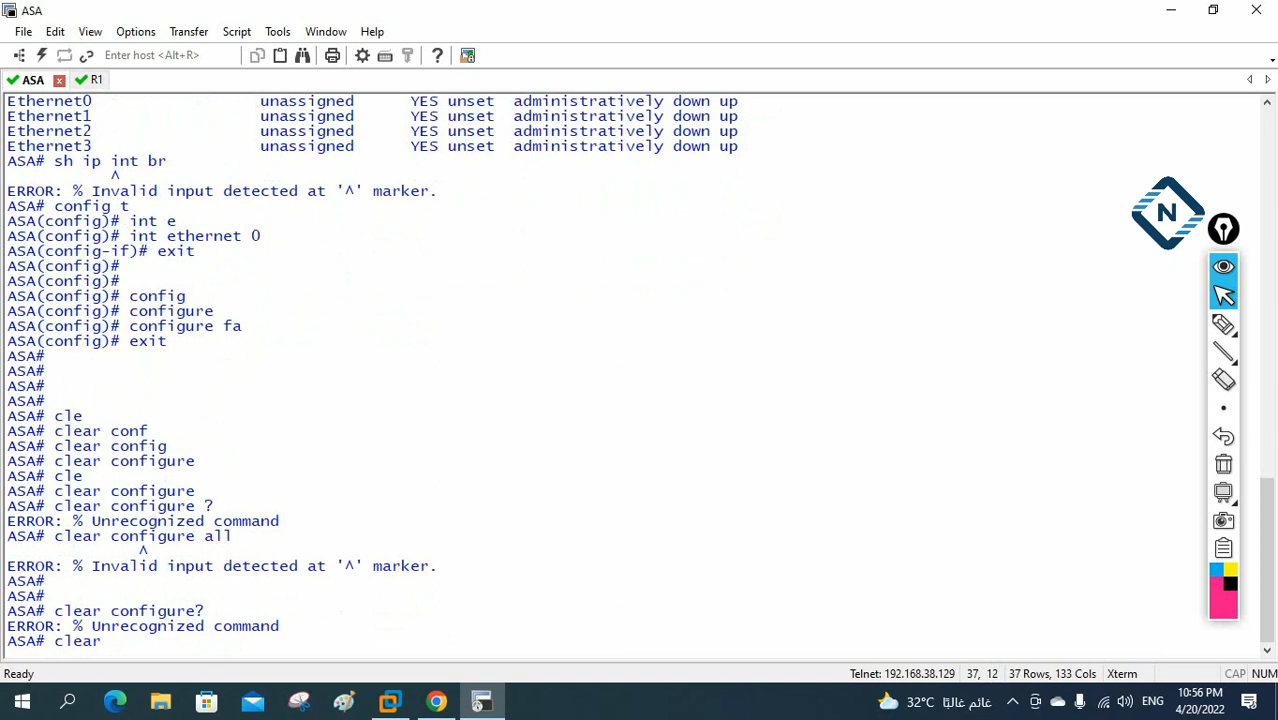 ASA
File Edit View Options Transfer Script Tools Window Help
Enter host <Alt+R>
ASA R1
Ethernet0 unassigned YES unset administratively down up
Ethernet1 unassigned YES unset administratively down up
Ethernet2 unassigned YES unset administratively down up
Ethernet3 unassigned YES unset administratively down up
ASA# sh ip int br
^
ERROR: % Invalid input detected at '^' marker.
ASA# config t
ASA(config)# int e
ASA(config)# int ethernet 0
ASA(config-if)# exit
ASA(config)#
ASA(config)#
ASA(config)# config
ASA(config)# configure
ASA(config)# configure fa
ASA(config)# exit
ASA#
ASA#
ASA#
ASA#
ASA# cle
ASA# clear conf
ASA# clear config
ASA# clear configure
ASA# cle
ASA# clear configure
ASA# clear configure ?
ERROR: % Unrecognized command
ASA# clear configure all
^
ERROR: % Invalid input detected at '^' marker.
ASA#
ASA#
ASA# clear configure?
ERROR: % Unrecognized command
ASA# clear
N
Ready Telnet: 192.168.38.129 37, 12 37 Rows, 133 Cols Xterm CAP NUM
32°C غائم غالبًا ENG 10:56 PM
4/20/2022